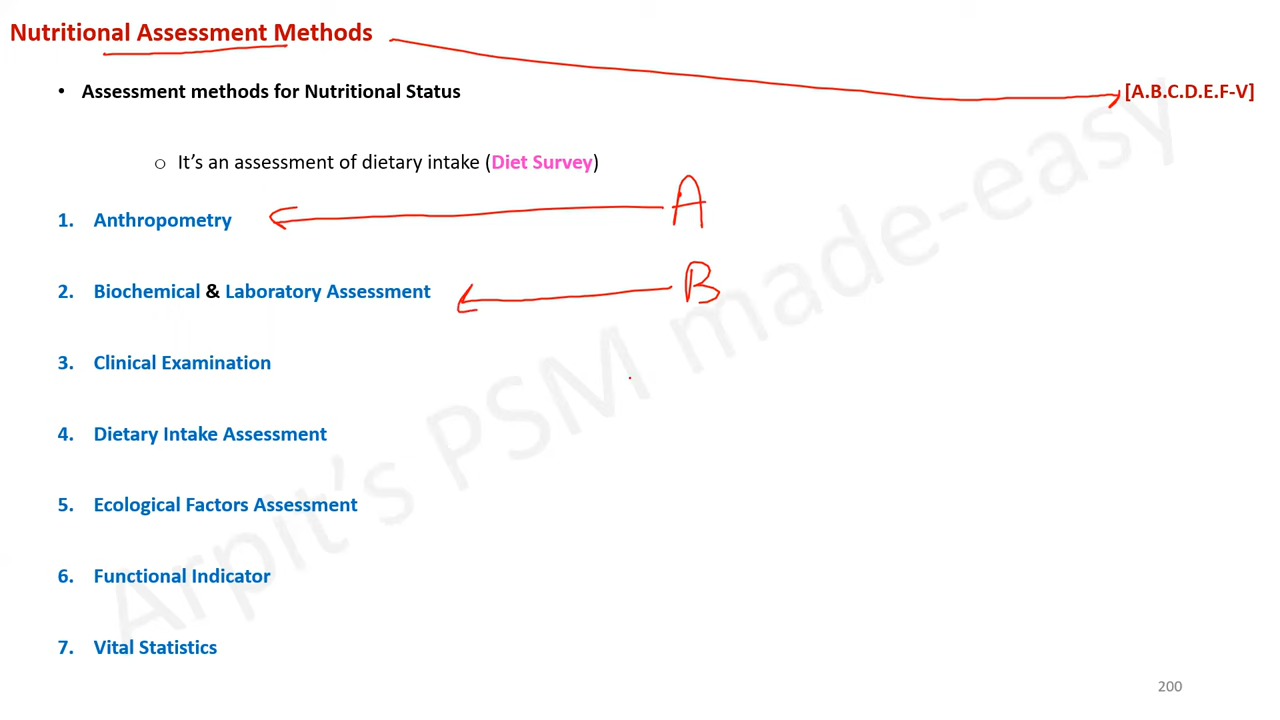 Nutritional Assessment Methods
• Assessment methods for Nutritional Status [A.B.C.D.E.F-V]
o It's an assessment of dietary intake (Diet Survey)
1. Anthropometry A
2. Biochemical & Laboratory Assessment B
3. Clinical Examination
4. Dietary Intake Assessment
5. Ecological Factors Assessment
6. Functional Indicator
7. Vital Statistics
Arpit's PSM made-easy
200